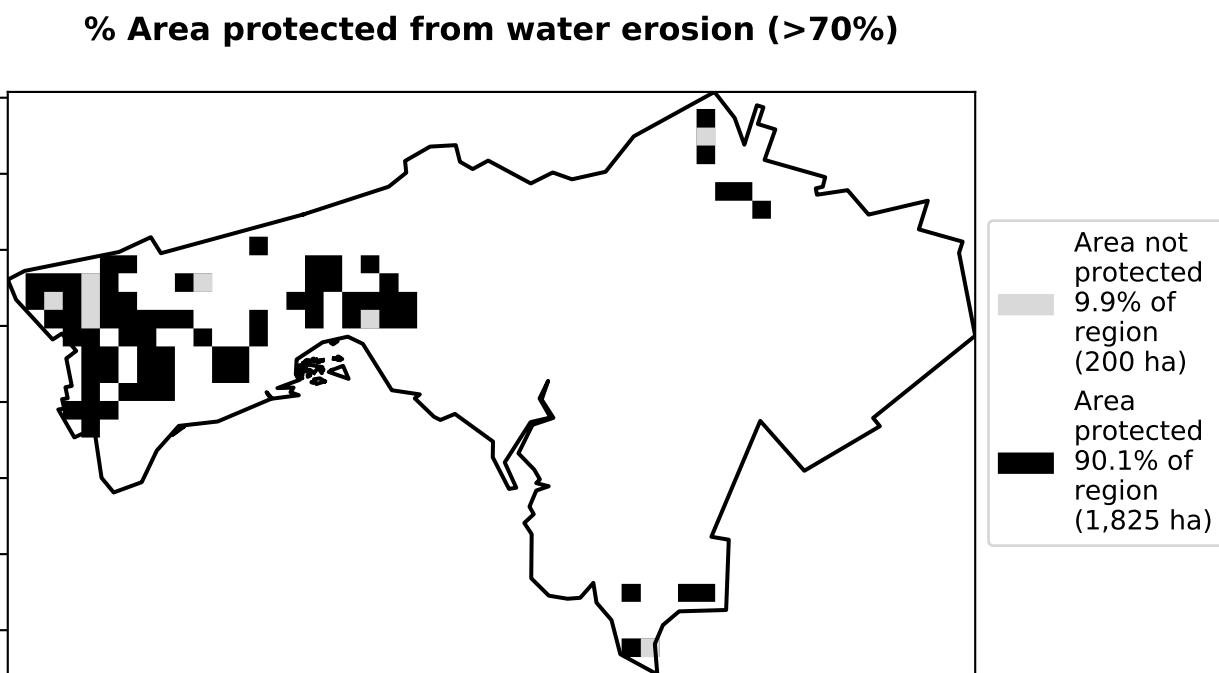 % Area protected from water erosion (>70%)
Area not
protected
9.9% of
region
(200 ha)
Area
protected
90.1% of
region
(1,825 ha)